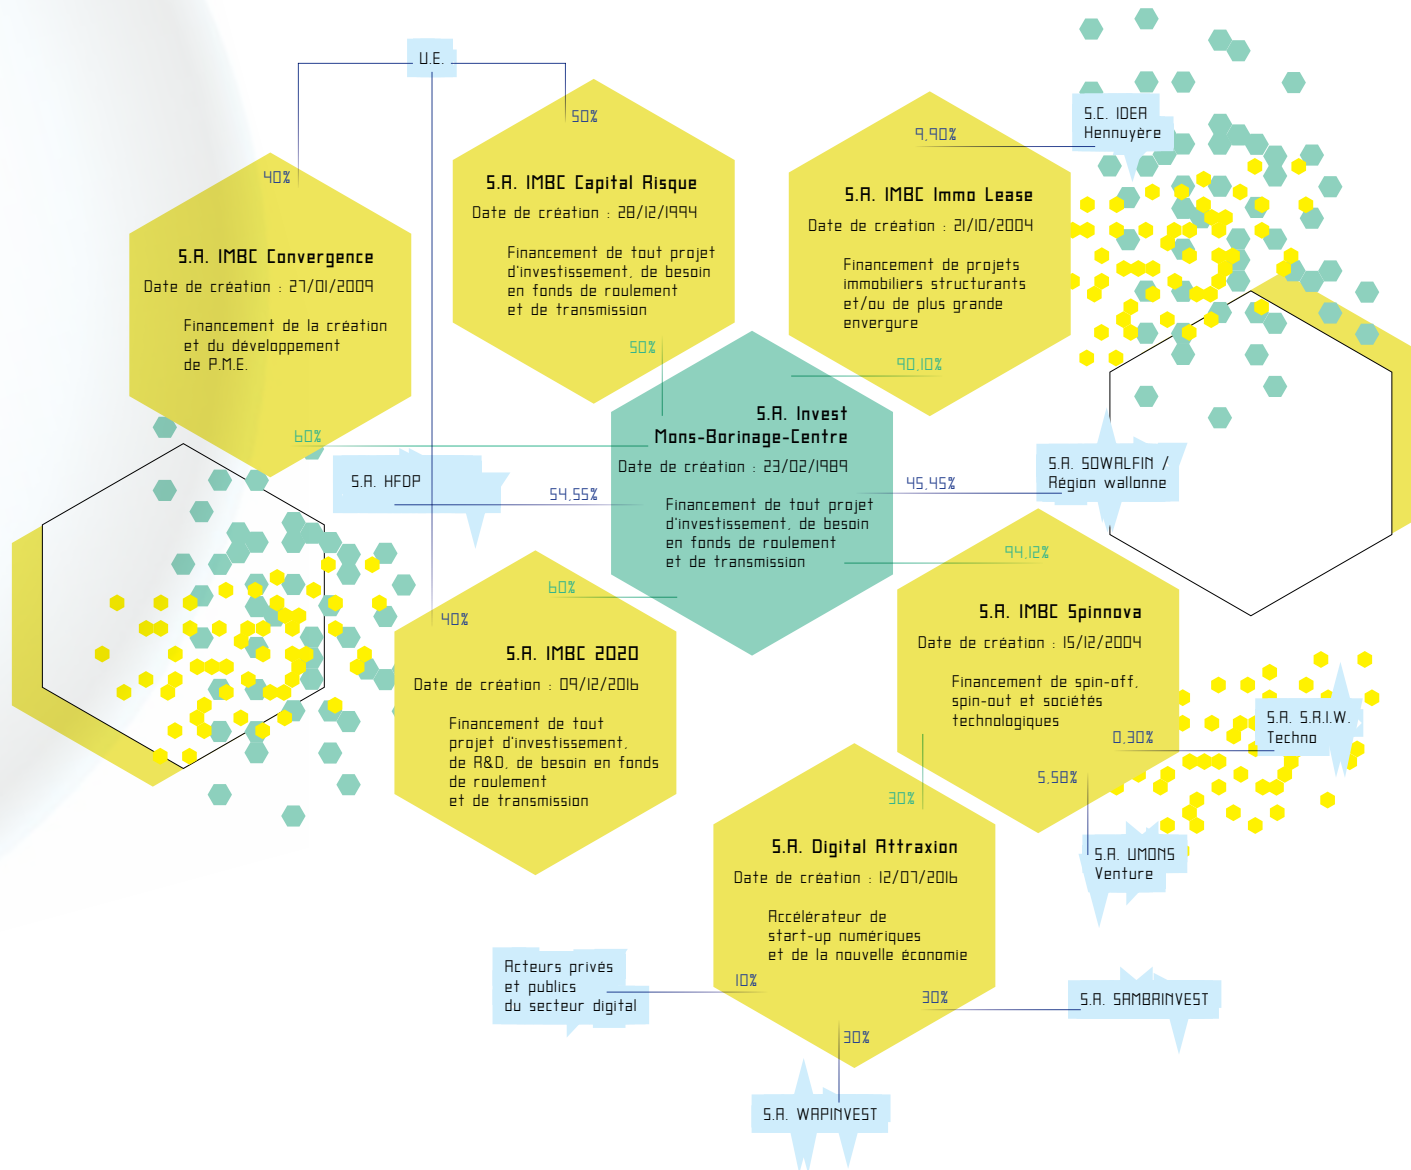 U.E.
40%
S.A. IMBC Convergence
Date de création : 27/01/2009
Financement de la création
et du développement
de P.M.E.
60%
50%
S.A. IMBC Capital Risque
Date de création : 28/12/1994
Financement de tout projet
d'investissement, de besoin
en fonds de roulement
et de transmission
50%
9,90%
S.C. IDEA
Hennuyère
S.A. IMBC Immo Lease
Date de création : 21/10/2004
Financement de projets
immobiliers structurants
et/ou de plus grande
envergure
90,10%
S.A. Invest
Mons-Borinage-Centre
Date de création : 23/02/1989
Financement de tout projet
d'investissement, de besoin
en fonds de roulement
et de transmission
S.A. HFDP
54,55%
45,45%
S.A. SOWALFIN /
Région wallonne
60%
40%
S.A. IMBC 2020
Date de création : 09/12/2016
Financement de tout
projet d'investissement,
de R&D, de besoin en fonds
de roulement
et de transmission
94,12%
S.A. IMBC Spinnova
Date de création : 15/12/2004
Financement de spin-off,
spin-out et sociétés
technologiques
0,30%
S.A. S.R.I.W.
Techno
5,58%
S.A. UMONS
Venture
30%
S.A. Digital Attraxion
Date de création : 12/07/2016
Accélérateur de
start-up numériques
et de la nouvelle économie
10%
Acteurs privés
et publics
du secteur digital
30%
S.A. SAMBRINVEST
30%
S.A. WAPINVEST